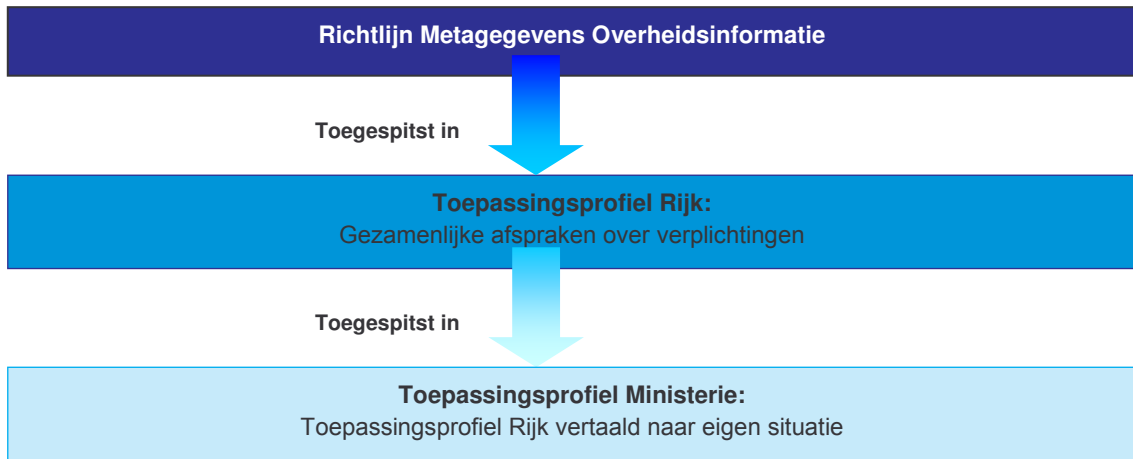 Richtlijn Metagegevens Overheidsinformatie
Toegespitst in
Toepassingsprofiel Rijk:
Gezamenlijke afspraken over verplichtingen
Toegespitst in
Toepassingsprofiel Ministerie:
Toepassingsprofiel Rijk vertaald naar eigen situatie